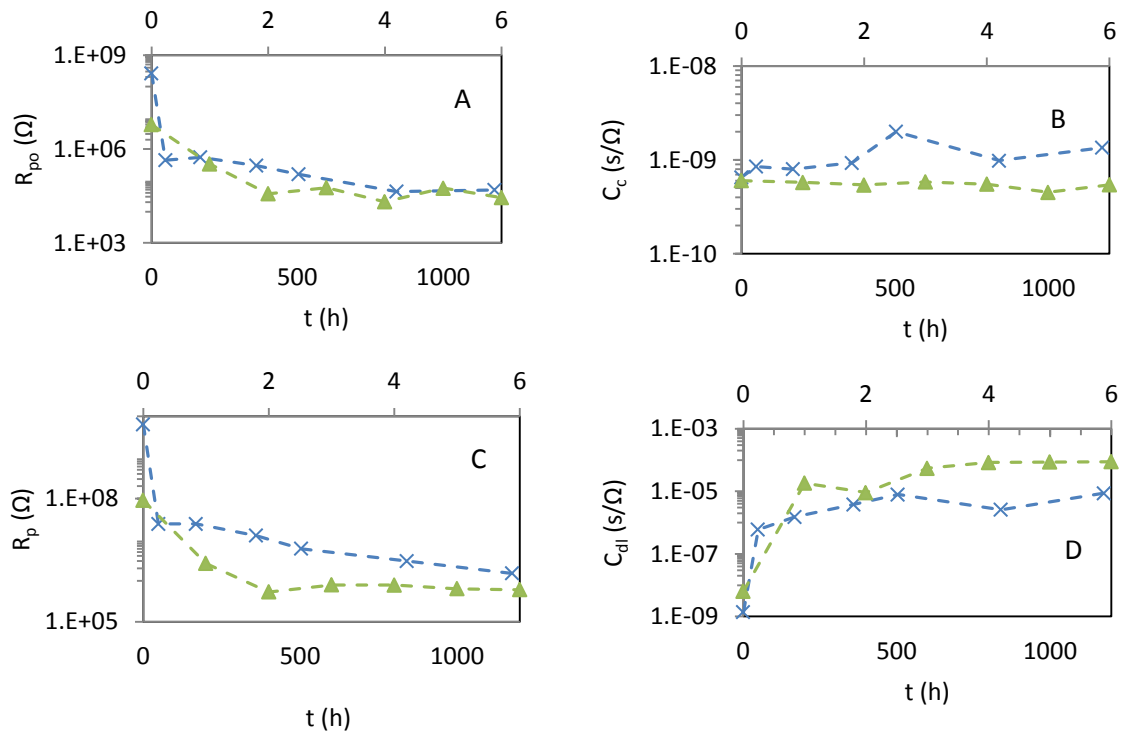 0 2 4 6
1.E+09
1.E+06
1.E+03
R_po (Ω)
A
0 500 1000
t (h)
0 2 4 6
1.E-08
1.E-09
1.E-10
C_c (s/Ω)
B
0 500 1000
t (h)
0 2 4 6
1.E+08
1.E+05
R_p (Ω)
C
0 500 1000
t (h)
0 2 4 6
1.E-03
1.E-05
1.E-07
1.E-09
C_dl (s/Ω)
D
0 500 1000
t (h)